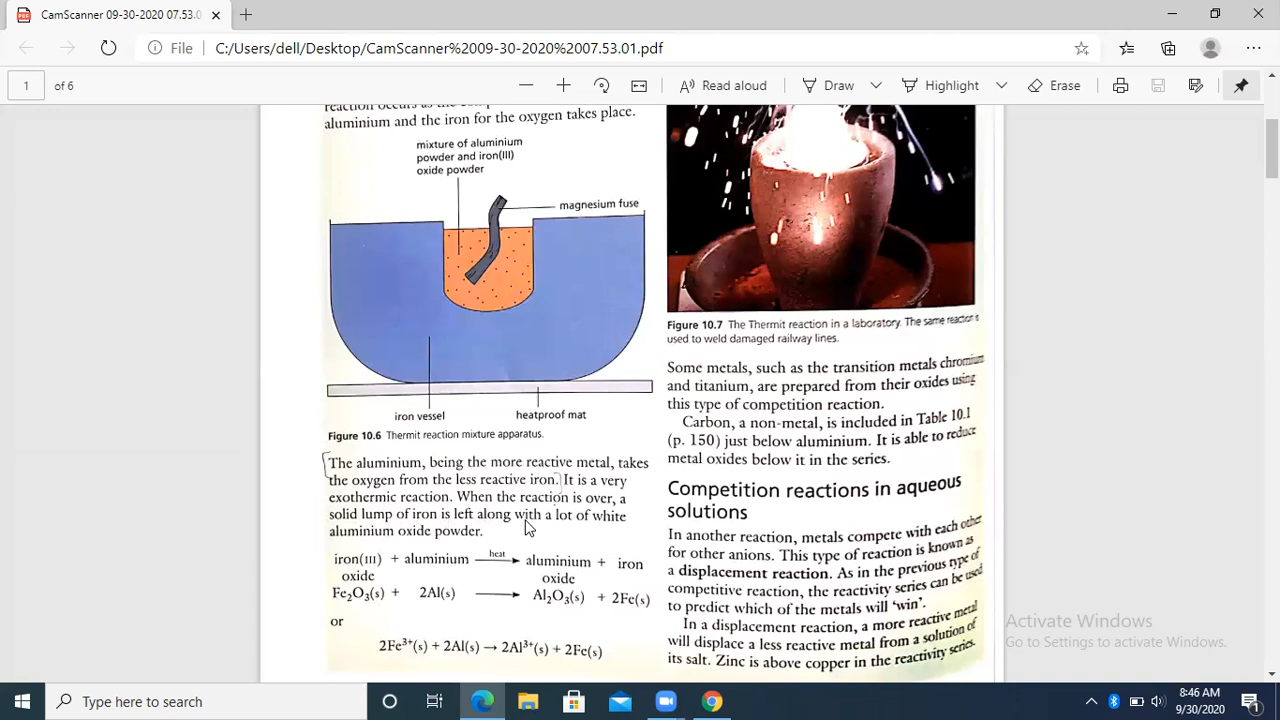 CamScanner 09-30-2020 07.53.0
File
C:/Users/dell/Desktop/CamScanner%2009-30-2020%2007.53.01.pdf
1
of 6
Read aloud
Draw
Highlight
Erase
reaction occurs as the
aluminium and the iron for the oxygen takes place.
mixture of aluminium
powder and iron(III)
oxide powder
magnesium fuse
iron vessel
heatproof mat
Figure 10.6 Thermit reaction mixture apparatus.
The aluminium, being the more reactive metal, takes
the oxygen from the less reactive iron. It is a very
exothermic reaction. When the reaction is over, a
solid lump of iron is left along with a lot of white
aluminium oxide powder.
iron(III) + aluminium heat → aluminium + iron
oxide oxide
Fe₂O₃(s) + 2Al(s) → Al₂O₃(s) + 2Fe(s)
or
2Fe³⁺(s) + 2Al(s) → 2Al³⁺(s) + 2Fe(s)
Figure 10.7 The Thermit reaction in a laboratory. The same reaction is
used to weld damaged railway lines.
Some metals, such as the transition metals chromium
and titanium, are prepared from their oxides using
this type of competition reaction.
Carbon, a non-metal, is included in Table 10.1
(p. 150) just below aluminium. It is able to reduce
metal oxides below it in the series.
Competition reactions in aqueous
solutions
In another reaction, metals compete with each other
for other anions. This type of reaction is known as
a displacement reaction. As in the previous type of
competitive reaction, the reactivity series can be used
to predict which of the metals will 'win'.
In a displacement reaction, a more reactive metal
will displace a less reactive metal from a solution of
its salt. Zinc is above copper in the reactivity series.
Activate Windows
Go to Settings to activate Windows.
Type here to search
8:46 AM
9/30/2020
1